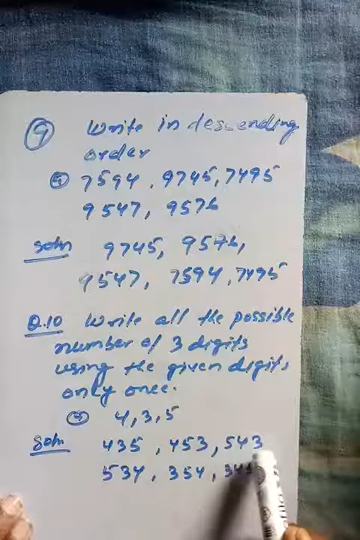 9 Write in descending
order
a 7594, 9745, 7495
9547, 9576
Soln 9745, 9576,
9547, 7594, 7495
Q.10 Write all the possible
number of 3 digits
using the given digits
only once.
a 4,3,5
Soln 435, 453, 543
534, 354,